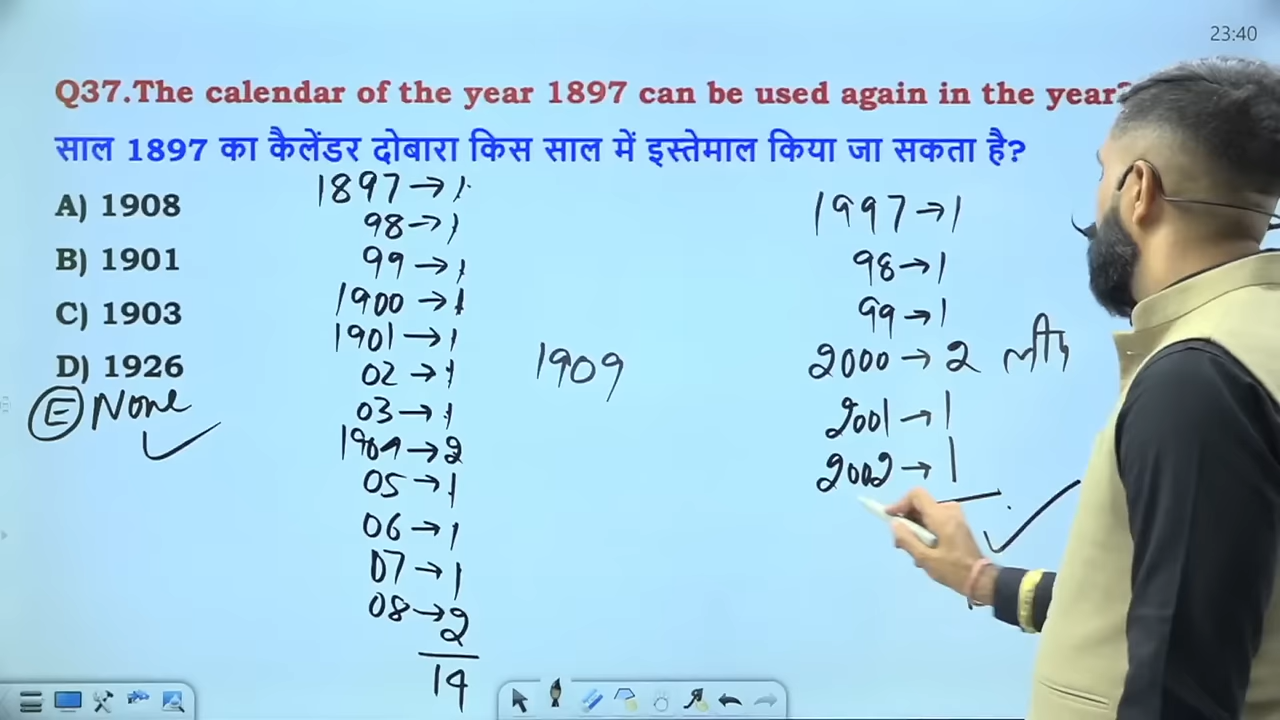 23:40
Q37.The calendar of the year 1897 can be used again in the year?
साल 1897 का कैलेंडर दोबारा किस साल में इस्तेमाल किया जा सकता है?
A) 1908
B) 1901
C) 1903
D) 1926
E None
1897→1
98→1
99→1
1900→1
1901→1
02→1
03→1
1904→2
05→1
06→1
07→1
08→2
14
1909
1997→1
98→1
99→1
2000→2 लीप
2001→1
2002→1